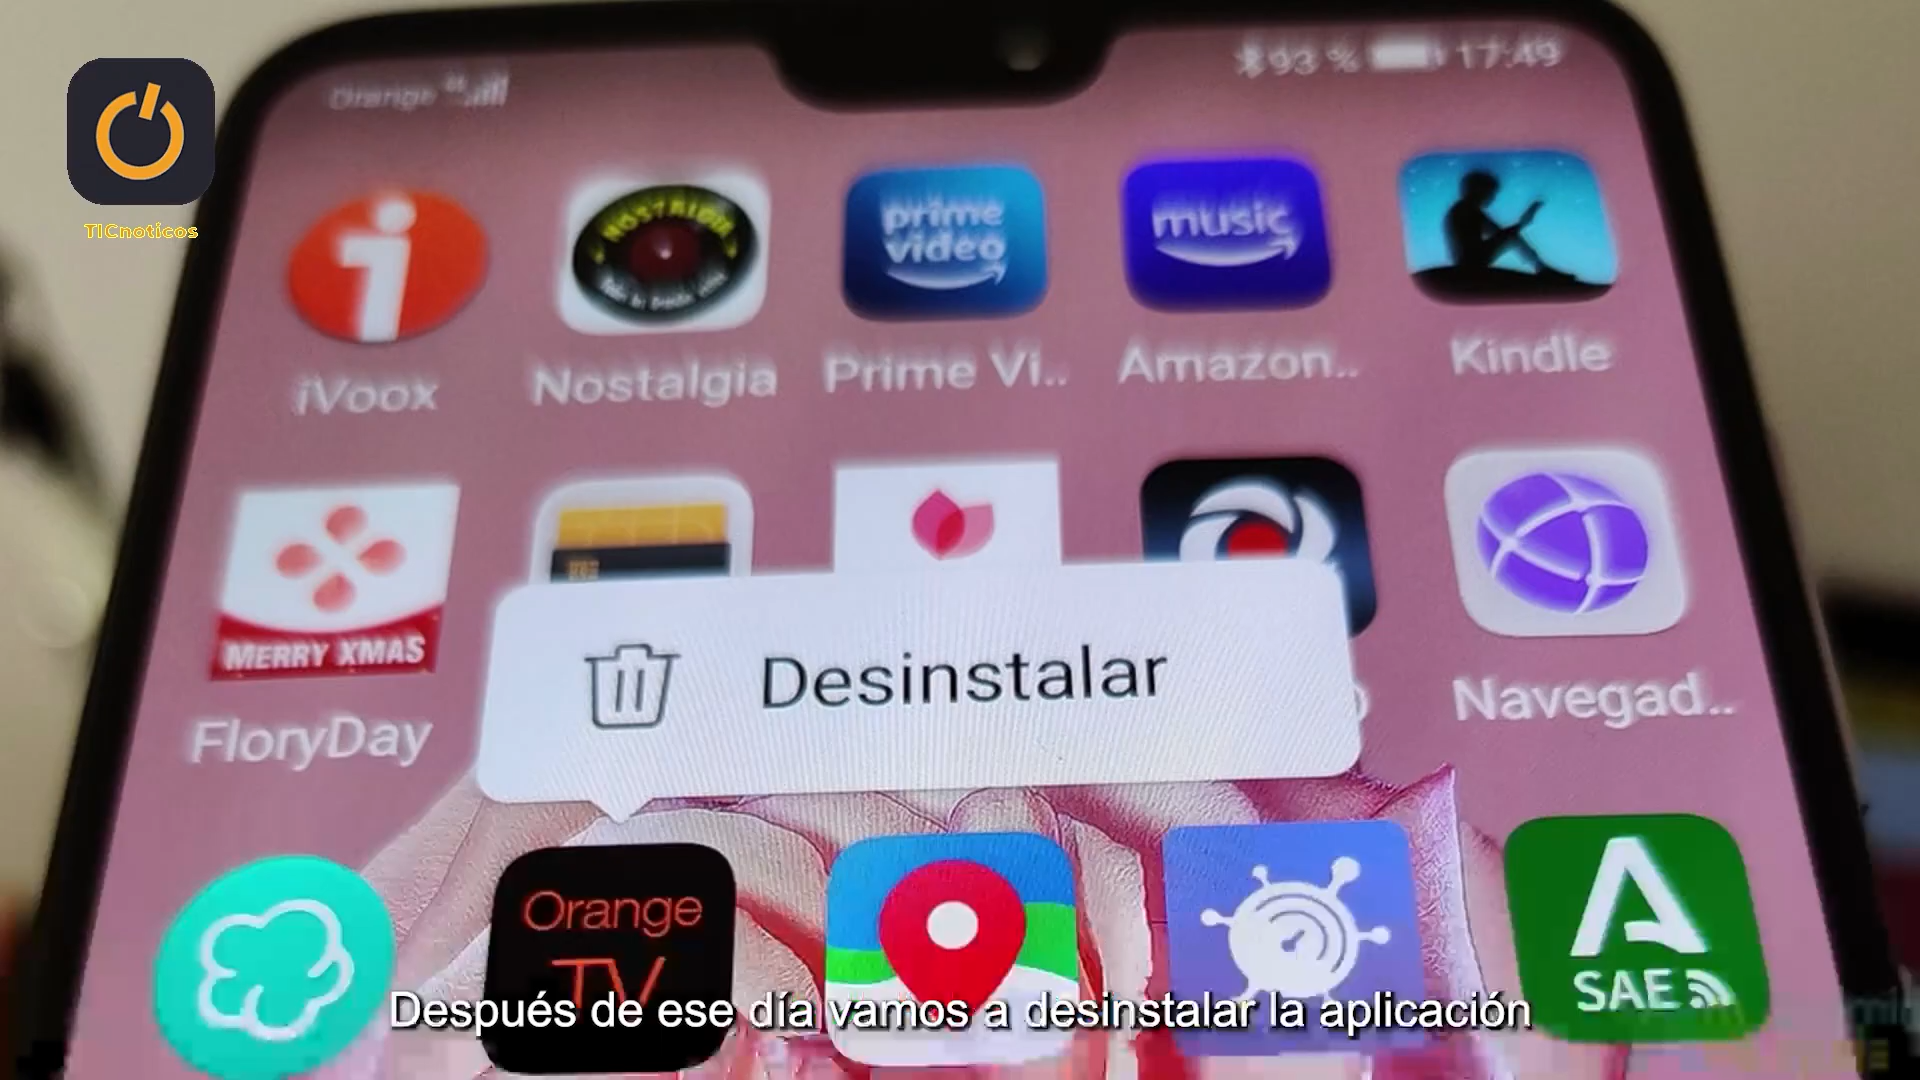 Orange
93 % 17:49
TICnoticos
NOSTALGIA
prime
video
music
iVoox
Nostalgia
Prime Vi..
Amazon..
Kindle
MERRY XMAS
FloryDay
Desinstalar
Navegad..
Orange
TV
SAE
Después de ese día vamos a desinstalar la aplicación